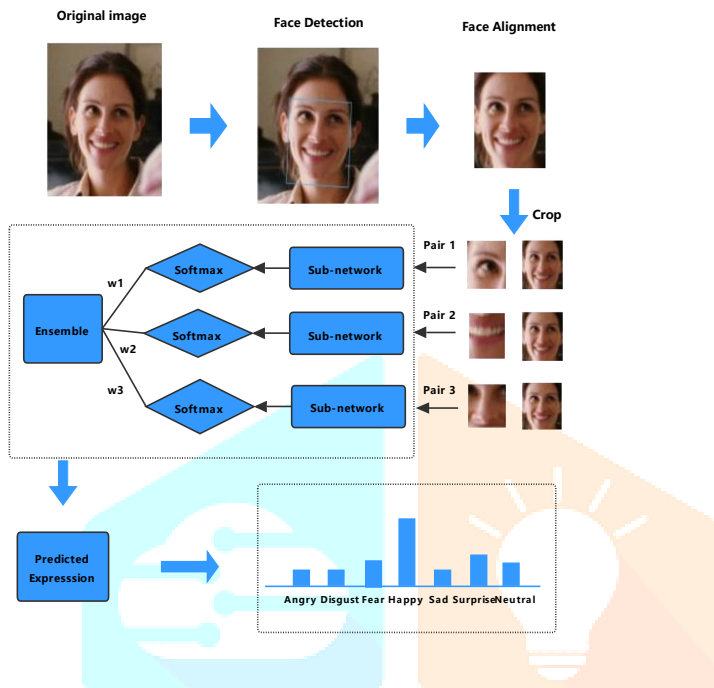 Original image
Face Detection
Face Alignment
Crop
Pair 1
Softmax
Sub-network
w1
Pair 2
Ensemble
Softmax
Sub-network
w2
Pair 3
w3
Softmax
Sub-network
Predicted
Expresssion
Angry Disgust Fear Happy Sad Surprise Neutral